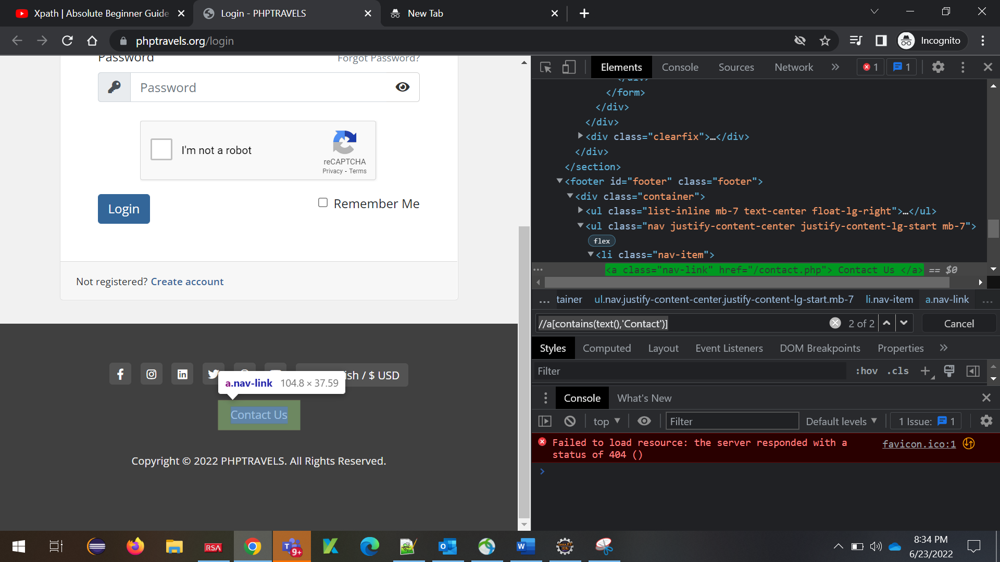 Xpath | Absolute Beginner Guide
Login - PHPTRAVELS
New Tab
phptravels.org/login
Incognito
Password
Forgot Password?
Password
I'm not a robot
reCAPTCHA
Privacy - Terms
Login
Remember Me
Not registered? Create account
ish / $ USD
a.nav-link 104.8 × 37.59
Contact Us
Copyright © 2022 PHPTRAVELS. All Rights Reserved.
Elements
Console
Sources
Network
1
1
</div>
</form>
</div>
</div>
<div class="clearfix">…</div>
</div>
</section>
<footer id="footer" class="footer">
<div class="container">
<ul class="list-inline mb-7 text-center float-lg-right">…</ul>
<ul class="nav justify-content-center justify-content-lg-start mb-7">
flex
<li class="nav-item">
<a class="nav-link" href="/contact.php"> Contact Us </a> == $0
... tainer ul.nav.justify-content-center.justify-content-lg-start.mb-7 li.nav-item a.nav-link ...
//a[contains(text(),'Contact')]
2 of 2
Cancel
Styles
Computed
Layout
Event Listeners
DOM Breakpoints
Properties
Filter
:hov .cls
Console
What's New
top
Filter
Default levels
1 Issue: 1
Failed to load resource: the server responded with a status of 404 ()
favicon.ico:1
RSA
T
9+
W
Java EE
IDE
8:34 PM
6/23/2022